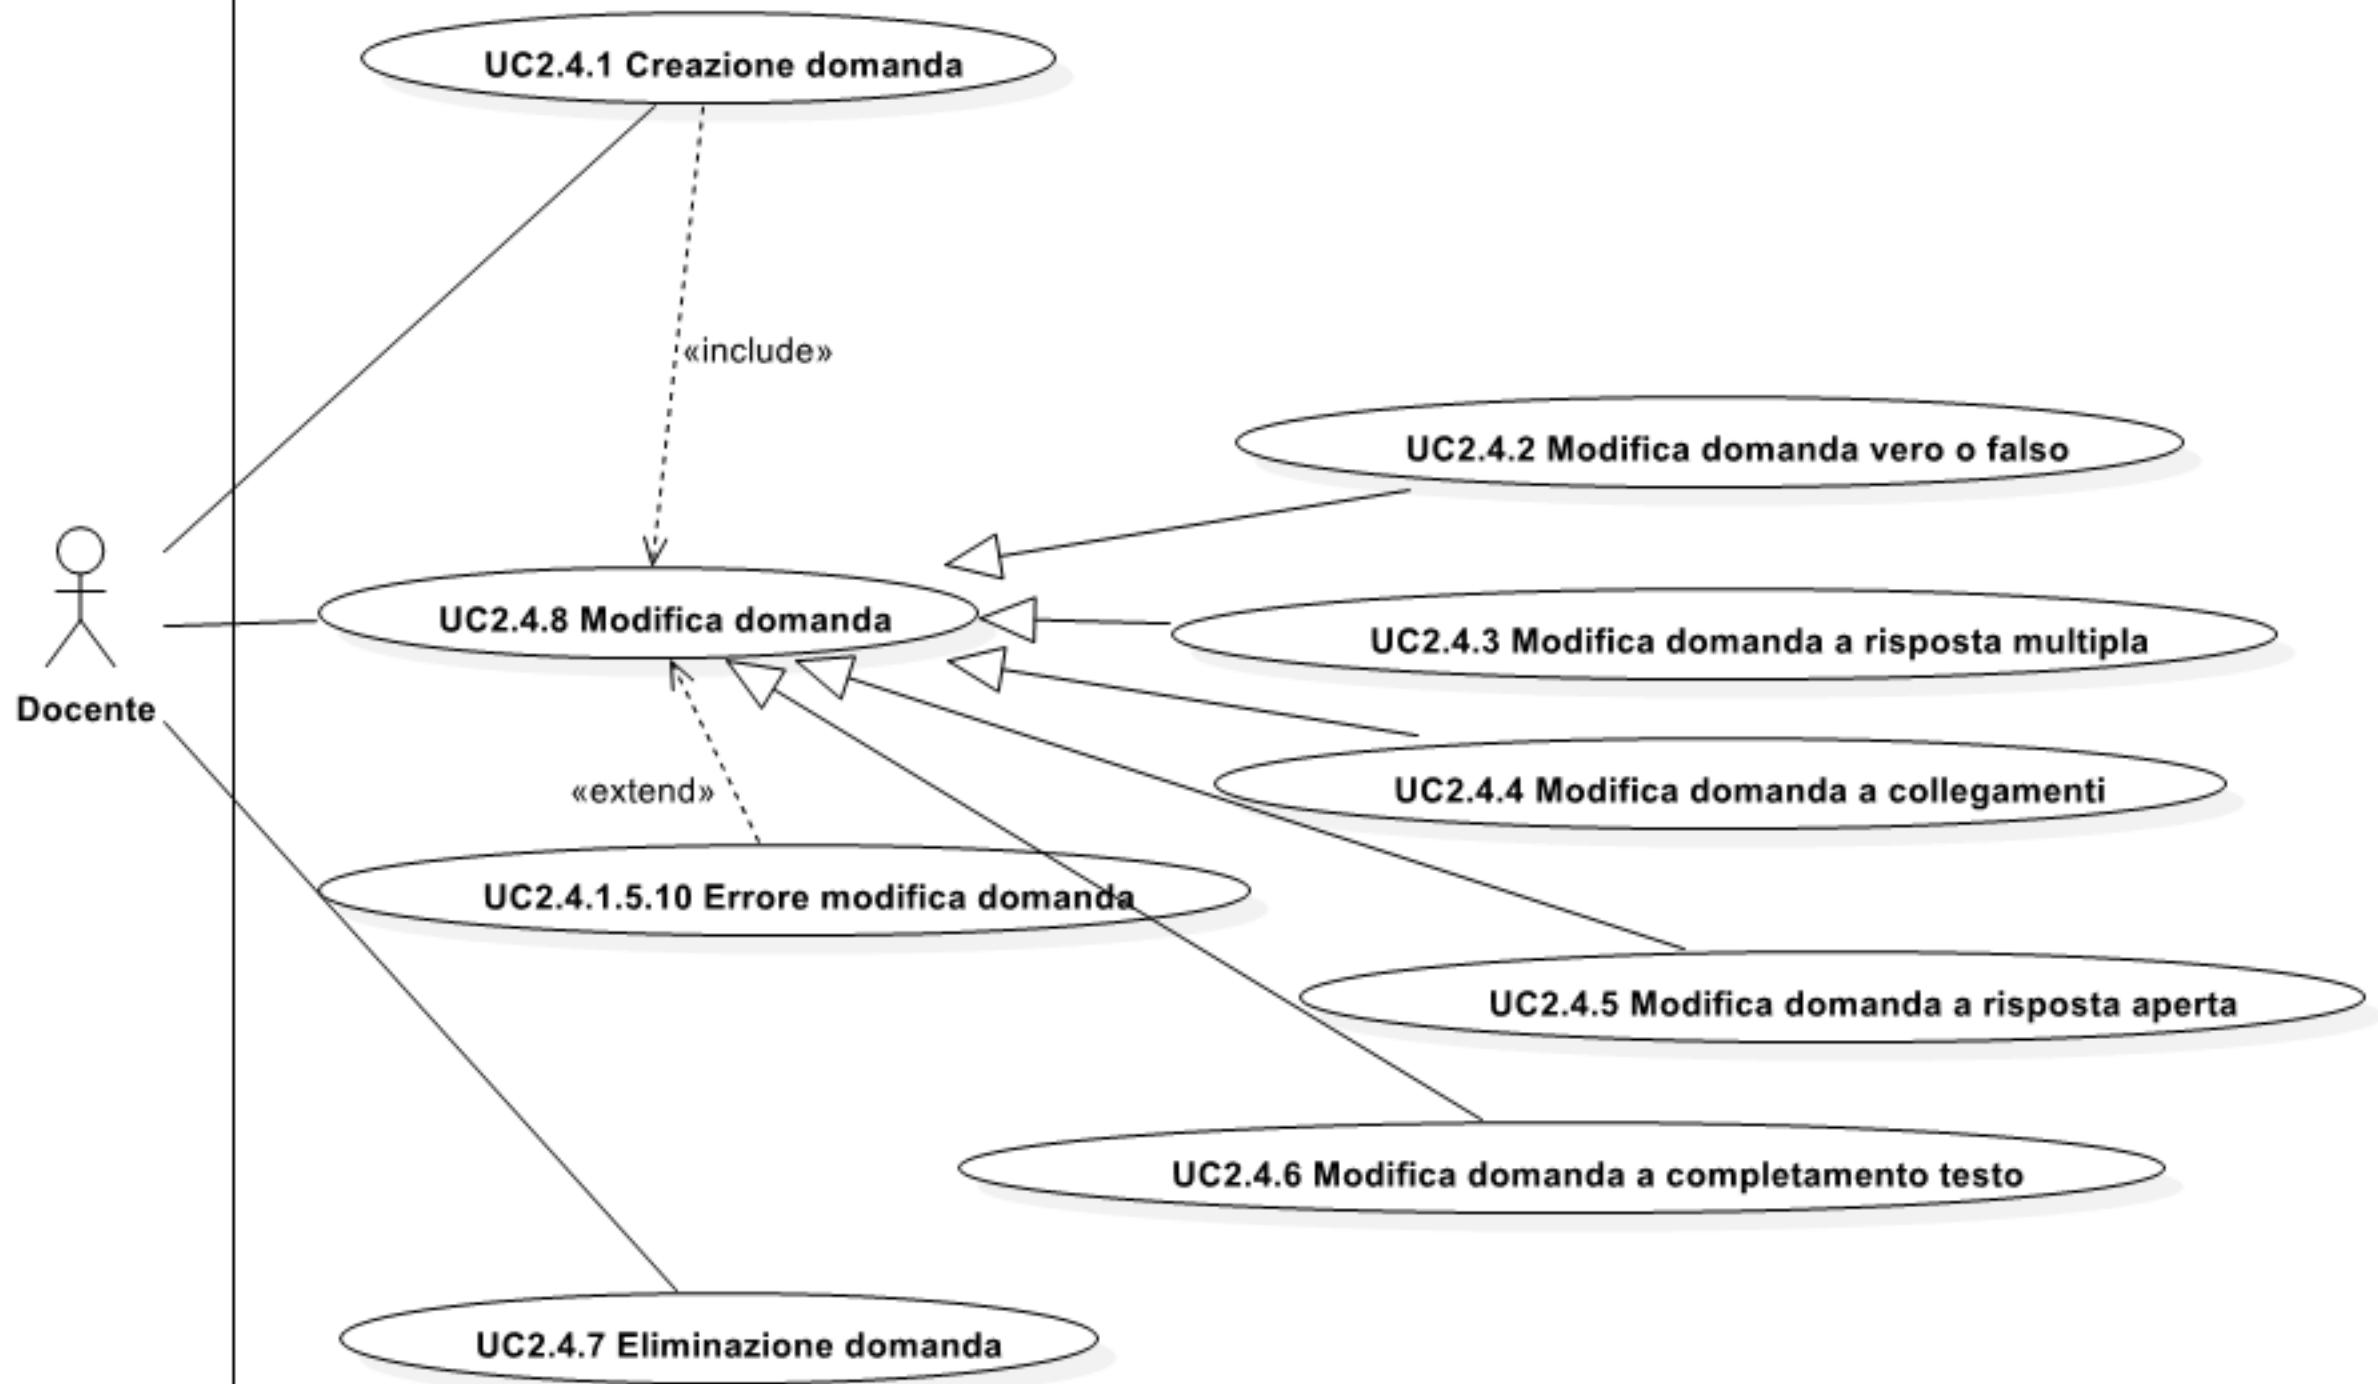 UC2.4.1 Creazione domanda
«include»
UC2.4.2 Modifica domanda vero o falso
UC2.4.8 Modifica domanda
UC2.4.3 Modifica domanda a risposta multipla
Docente
«extend»
UC2.4.4 Modifica domanda a collegamenti
UC2.4.1.5.10 Errore modifica domanda
UC2.4.5 Modifica domanda a risposta aperta
UC2.4.6 Modifica domanda a completamento testo
UC2.4.7 Eliminazione domanda